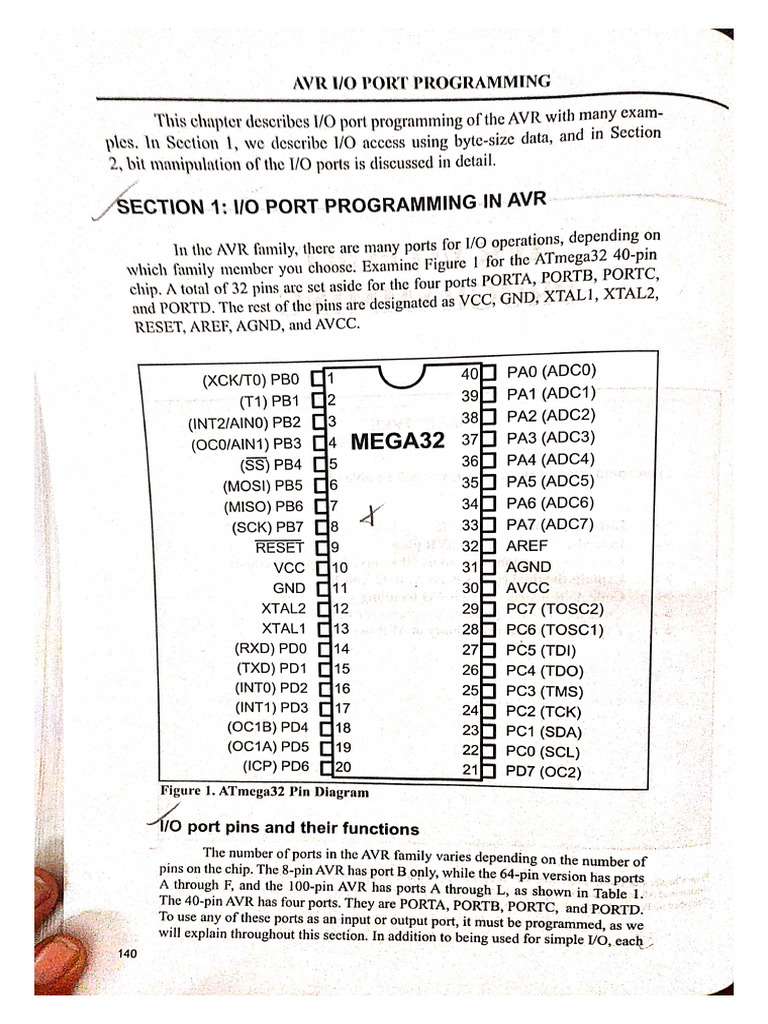 AVR I/O PORT PROGRAMMING
This chapter describes I/O port programming of the AVR with many exam-
ples. In Section 1, we describe I/O access using byte-size data, and in Section
2, bit manipulation of the I/O ports is discussed in detail.
SECTION 1: I/O PORT PROGRAMMING IN AVR
In the AVR family, there are many ports for I/O operations, depending on
which family member you choose. Examine Figure 1 for the ATmega32 40-pin
chip. A total of 32 pins are set aside for the four ports PORTA, PORTB, PORTC,
and PORTD. The rest of the pins are designated as VCC, GND, XTAL1, XTAL2,
RESET, AREF, AGND, and AVCC.
(XCK/T0) PB0 1 40 PA0 (ADC0)
(T1) PB1 2 39 PA1 (ADC1)
(INT2/AIN0) PB2 3 38 PA2 (ADC2)
(OC0/AIN1) PB3 4 MEGA32 37 PA3 (ADC3)
(SS) PB4 5 36 PA4 (ADC4)
(MOSI) PB5 6 35 PA5 (ADC5)
(MISO) PB6 7 34 PA6 (ADC6)
(SCK) PB7 8 33 PA7 (ADC7)
RESET 9 32 AREF
VCC 10 31 AGND
GND 11 30 AVCC
XTAL2 12 29 PC7 (TOSC2)
XTAL1 13 28 PC6 (TOSC1)
(RXD) PD0 14 27 PC5 (TDI)
(TXD) PD1 15 26 PC4 (TDO)
(INT0) PD2 16 25 PC3 (TMS)
(INT1) PD3 17 24 PC2 (TCK)
(OC1B) PD4 18 23 PC1 (SDA)
(OC1A) PD5 19 22 PC0 (SCL)
(ICP) PD6 20 21 PD7 (OC2)
Figure 1. ATmega32 Pin Diagram
I/O port pins and their functions
The number of ports in the AVR family varies depending on the number of
pins on the chip. The 8-pin AVR has port B only, while the 64-pin version has ports
A through F, and the 100-pin AVR has ports A through L, as shown in Table 1.
The 40-pin AVR has four ports. They are PORTA, PORTB, PORTC, and PORTD.
To use any of these ports as an input or output port, it must be programmed, as we
will explain throughout this section. In addition to being used for simple I/O, each
140